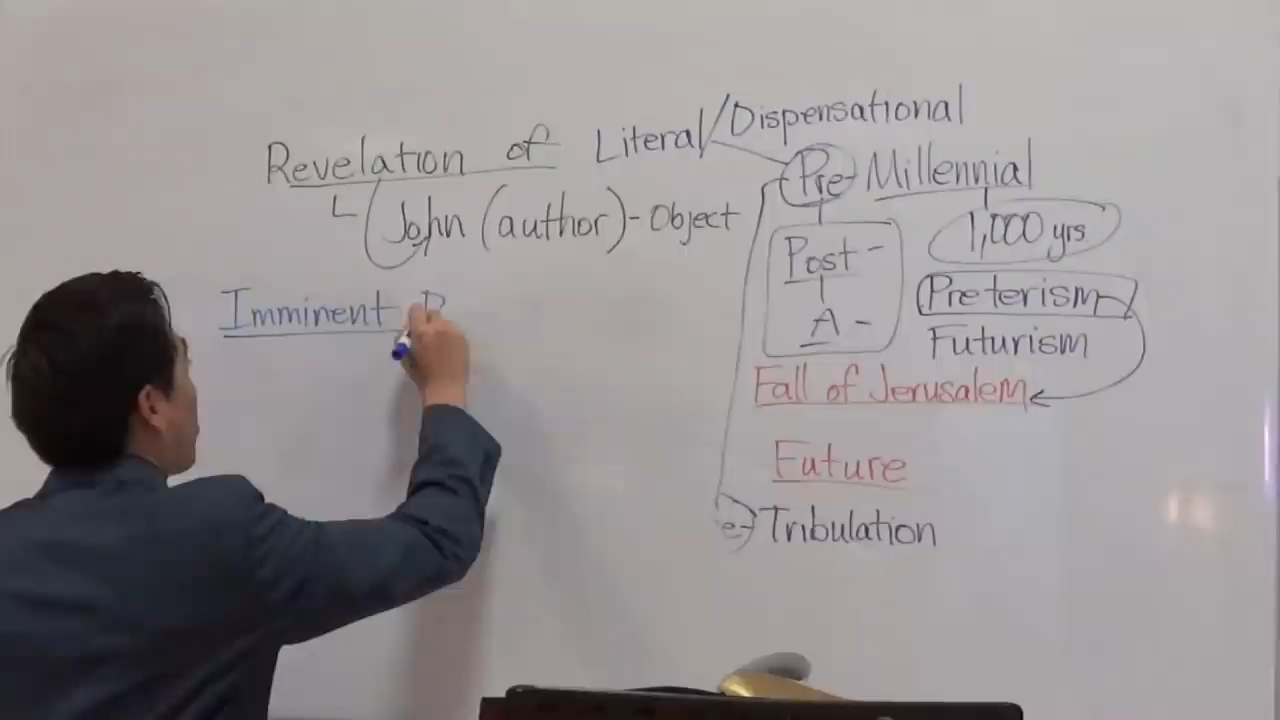 Revelation of
John (author) - Object
Imminent
Literal/Dispensational
Pre- Millennial
1,000 yrs
Post -
A -
Preterism
Futurism
Fall of Jerusalem
Future
Tribulation